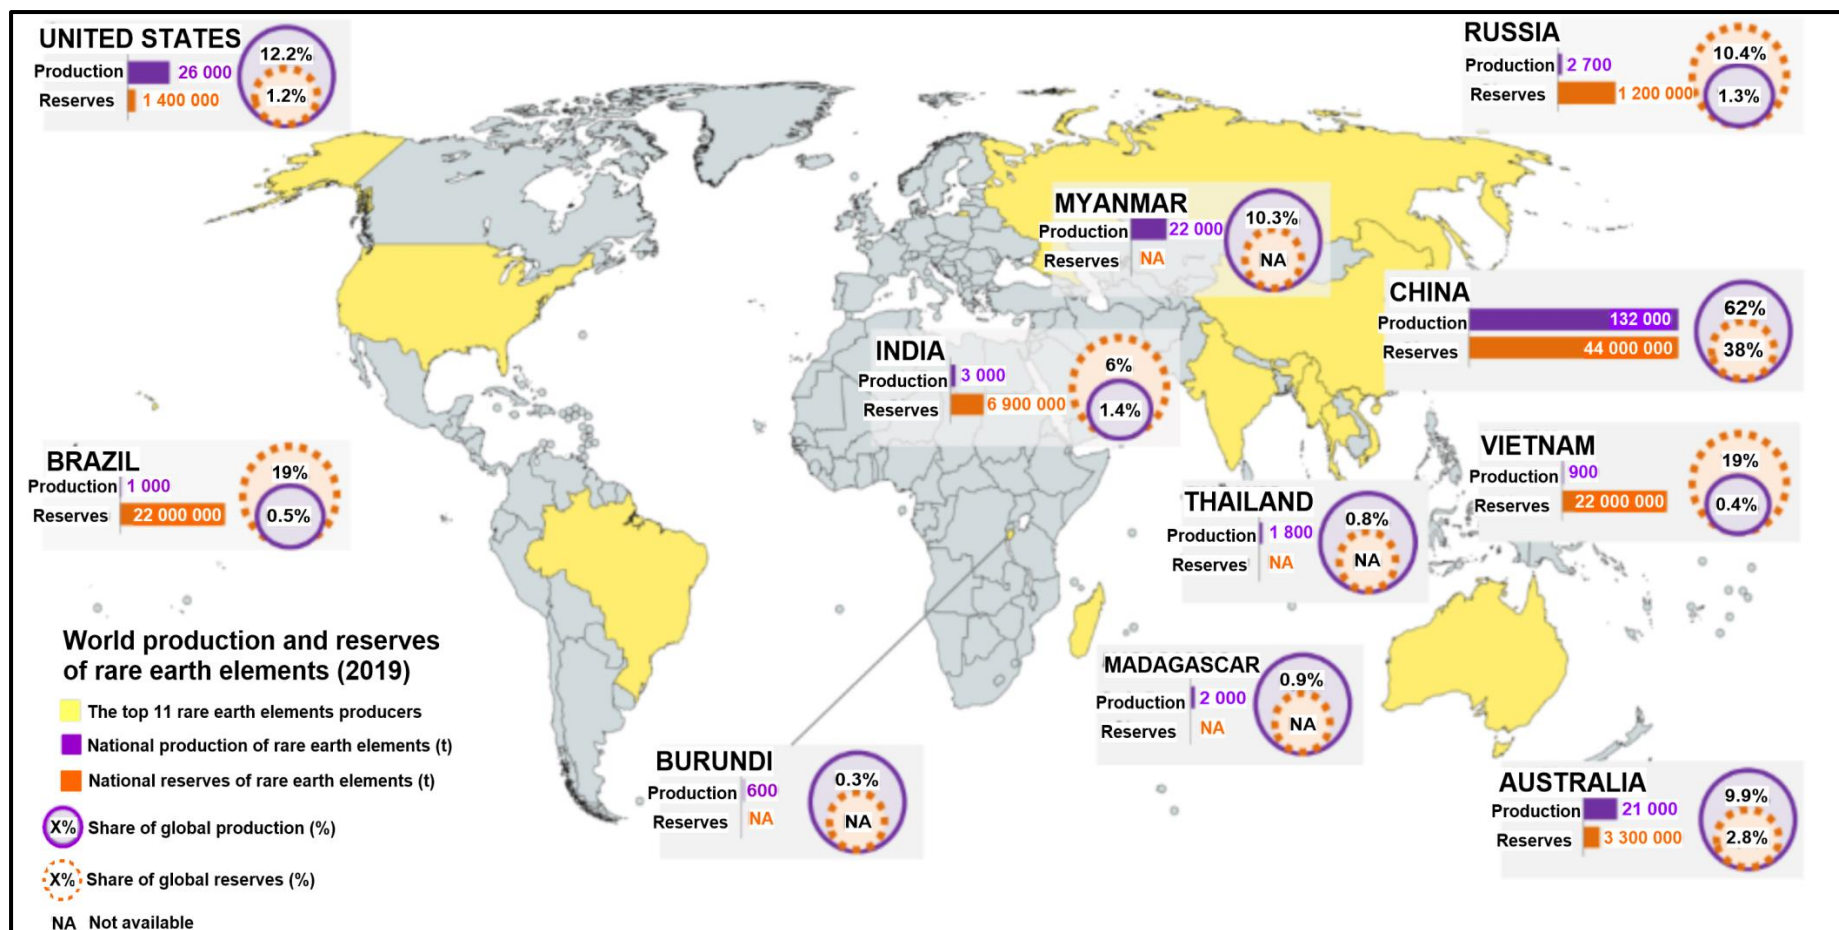 UNITED STATES
Production 26 000
Reserves 1 400 000
12.2%
1.2%
RUSSIA
Production 2 700
Reserves 1 200 000
10.4%
1.3%
MYANMAR
Production 22 000
Reserves NA
10.3%
NA
CHINA
Production 132 000
Reserves 44 000 000
62%
38%
INDIA
Production 3 000
Reserves 6 900 000
6%
1.4%
BRAZIL
Production 1 000
Reserves 22 000 000
19%
0.5%
VIETNAM
Production 900
Reserves 22 000 000
19%
0.4%
THAILAND
Production 1 800
Reserves NA
0.8%
NA
MADAGASCAR
Production 2 000
Reserves NA
0.9%
NA
BURUNDI
Production 600
Reserves NA
0.3%
NA
AUSTRALIA
Production 21 000
Reserves 3 300 000
9.9%
2.8%
World production and reserves
of rare earth elements (2019)
The top 11 rare earth elements producers
National production of rare earth elements (t)
National reserves of rare earth elements (t)
X% Share of global production (%)
X% Share of global reserves (%)
NA Not available